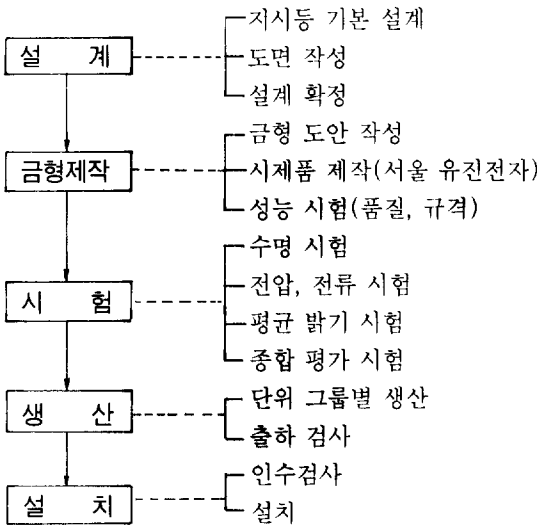 설 계
지시등 기본 설계
도면 작성
설계 확정
금형제작
금형 도안 작성
시제품 제작(서울 유진전자)
성능 시험(품질, 규격)
시 험
수명 시험
전압, 전류 시험
평균 밝기 시험
종합 평가 시험
생 산
단위 그룹별 생산
출하 검사
설 치
인수검사
설치